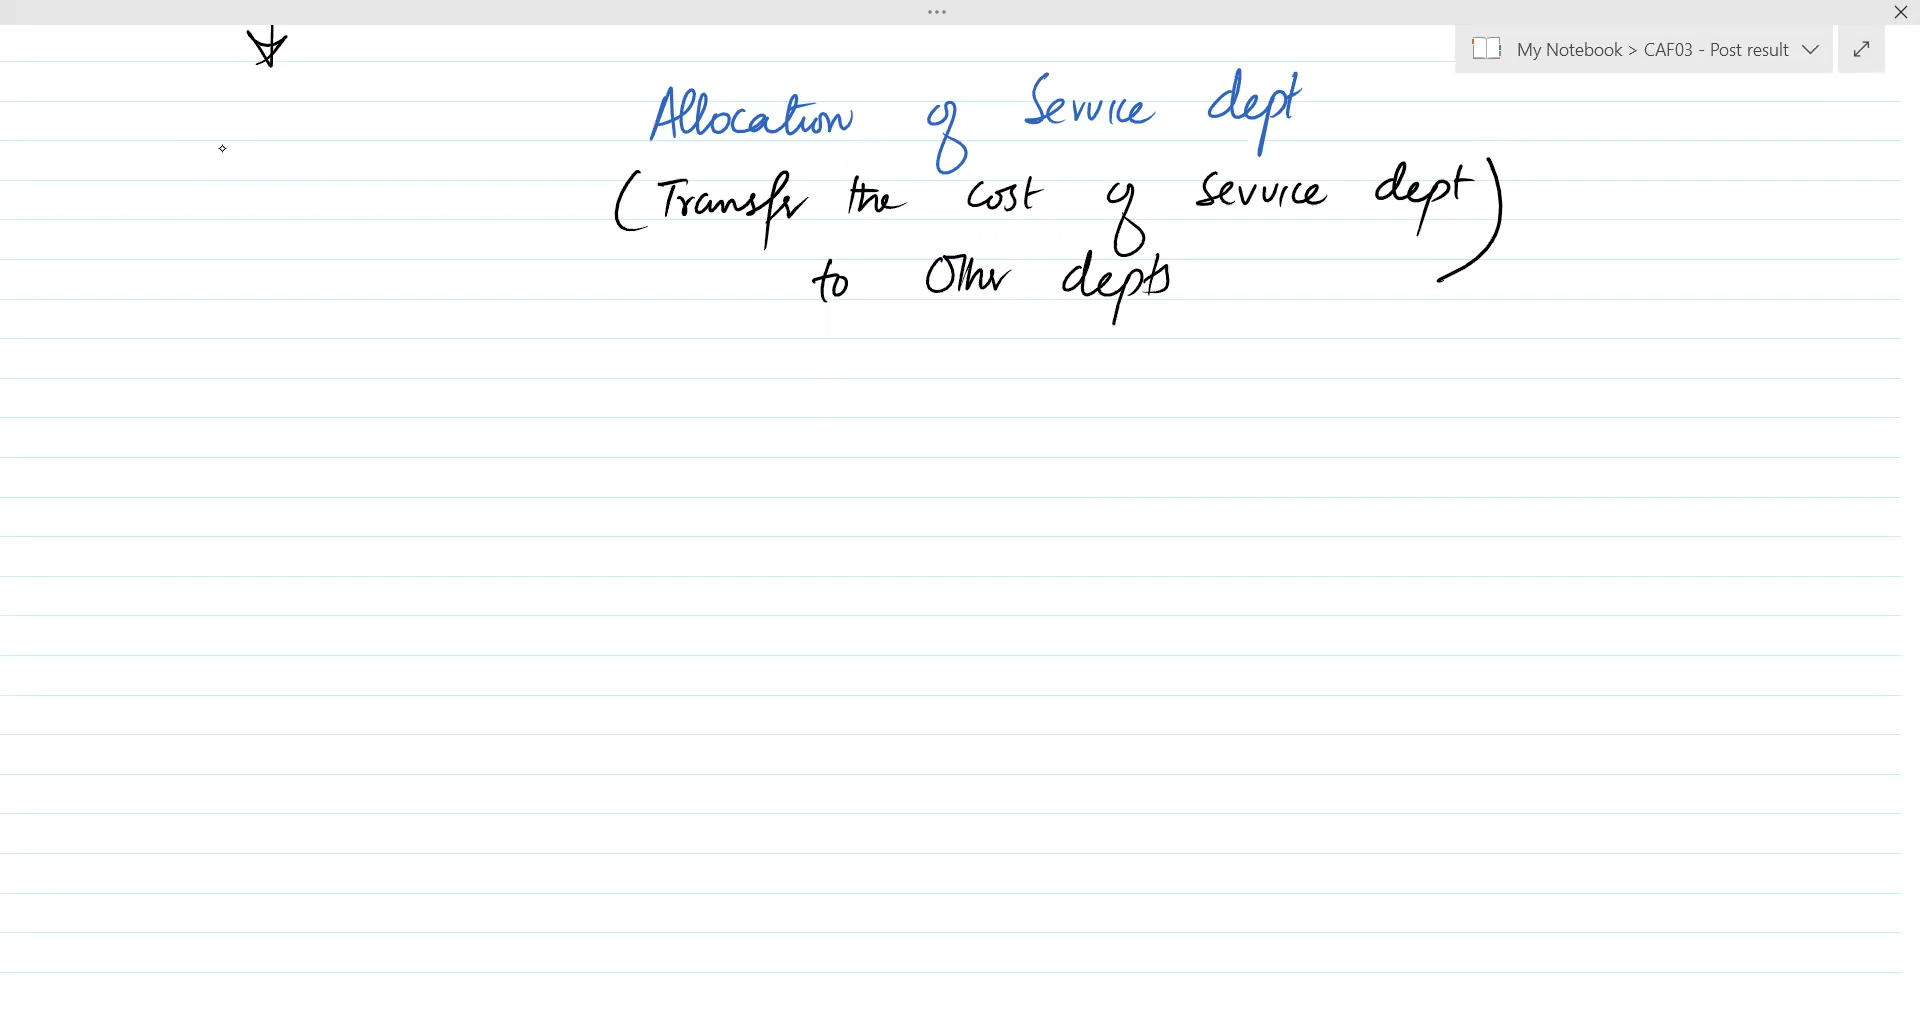 My Notebook > CAF03 - Post result
Allocation of Service dept
(Transfer the cost of service dept)
to Other depts